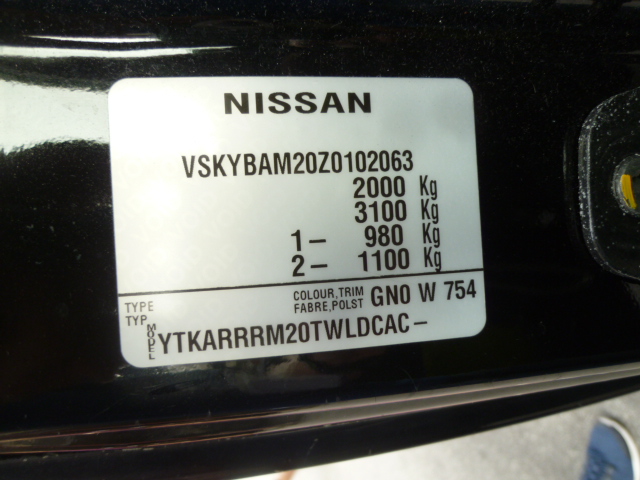 NISSAN
VSKYBAM20Z0102063
2000 Kg
3100 Kg
1- 980 Kg
2- 1100 Kg
TYPE
TYP
COLOUR,TRIM
FABRE,POLST
GN0 W 754
MODEL
YTKARRRM20TWLDCAC-